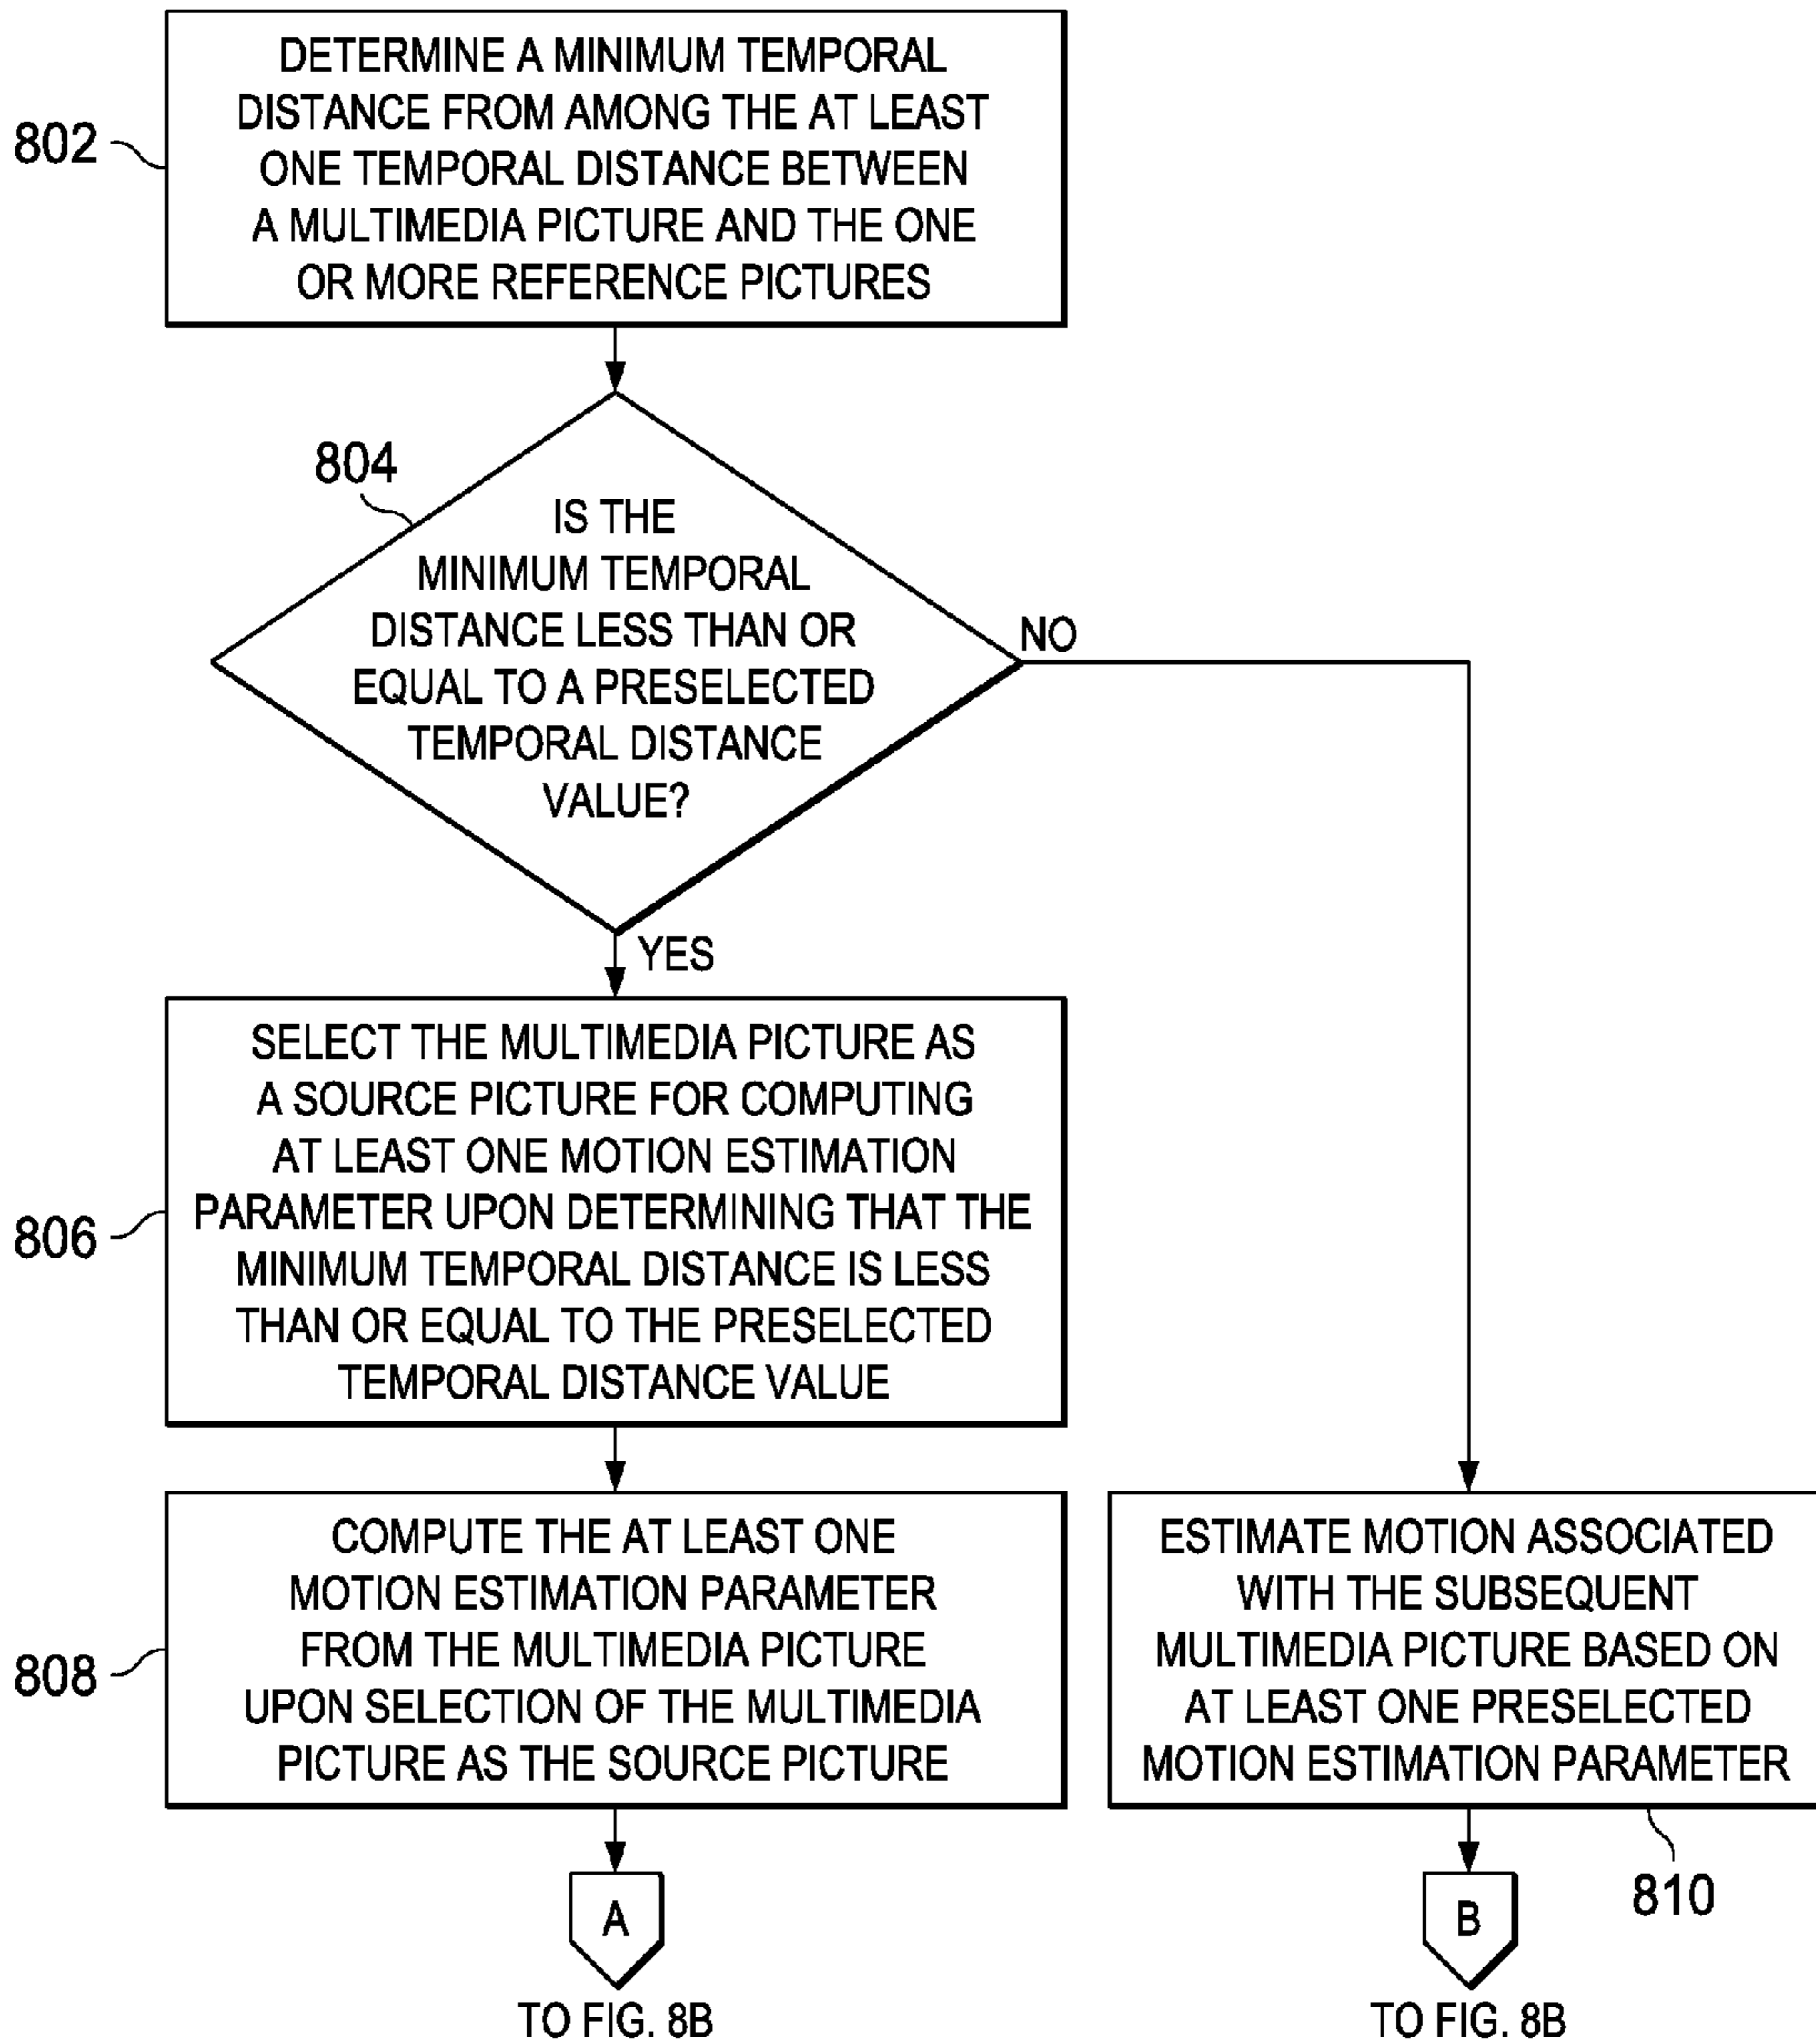 802
DETERMINE A MINIMUM TEMPORAL
DISTANCE FROM AMONG THE AT LEAST
ONE TEMPORAL DISTANCE BETWEEN
A MULTIMEDIA PICTURE AND THE ONE
OR MORE REFERENCE PICTURES
804
IS THE
MINIMUM TEMPORAL
DISTANCE LESS THAN OR
EQUAL TO A PRESELECTED
TEMPORAL DISTANCE
VALUE?
NO
YES
806
SELECT THE MULTIMEDIA PICTURE AS
A SOURCE PICTURE FOR COMPUTING
AT LEAST ONE MOTION ESTIMATION
PARAMETER UPON DETERMINING THAT THE
MINIMUM TEMPORAL DISTANCE IS LESS
THAN OR EQUAL TO THE PRESELECTED
TEMPORAL DISTANCE VALUE
808
COMPUTE THE AT LEAST ONE
MOTION ESTIMATION PARAMETER
FROM THE MULTIMEDIA PICTURE
UPON SELECTION OF THE MULTIMEDIA
PICTURE AS THE SOURCE PICTURE
ESTIMATE MOTION ASSOCIATED
WITH THE SUBSEQUENT
MULTIMEDIA PICTURE BASED ON
AT LEAST ONE PRESELECTED
MOTION ESTIMATION PARAMETER
810
A
TO FIG. 8B
B
TO FIG. 8B